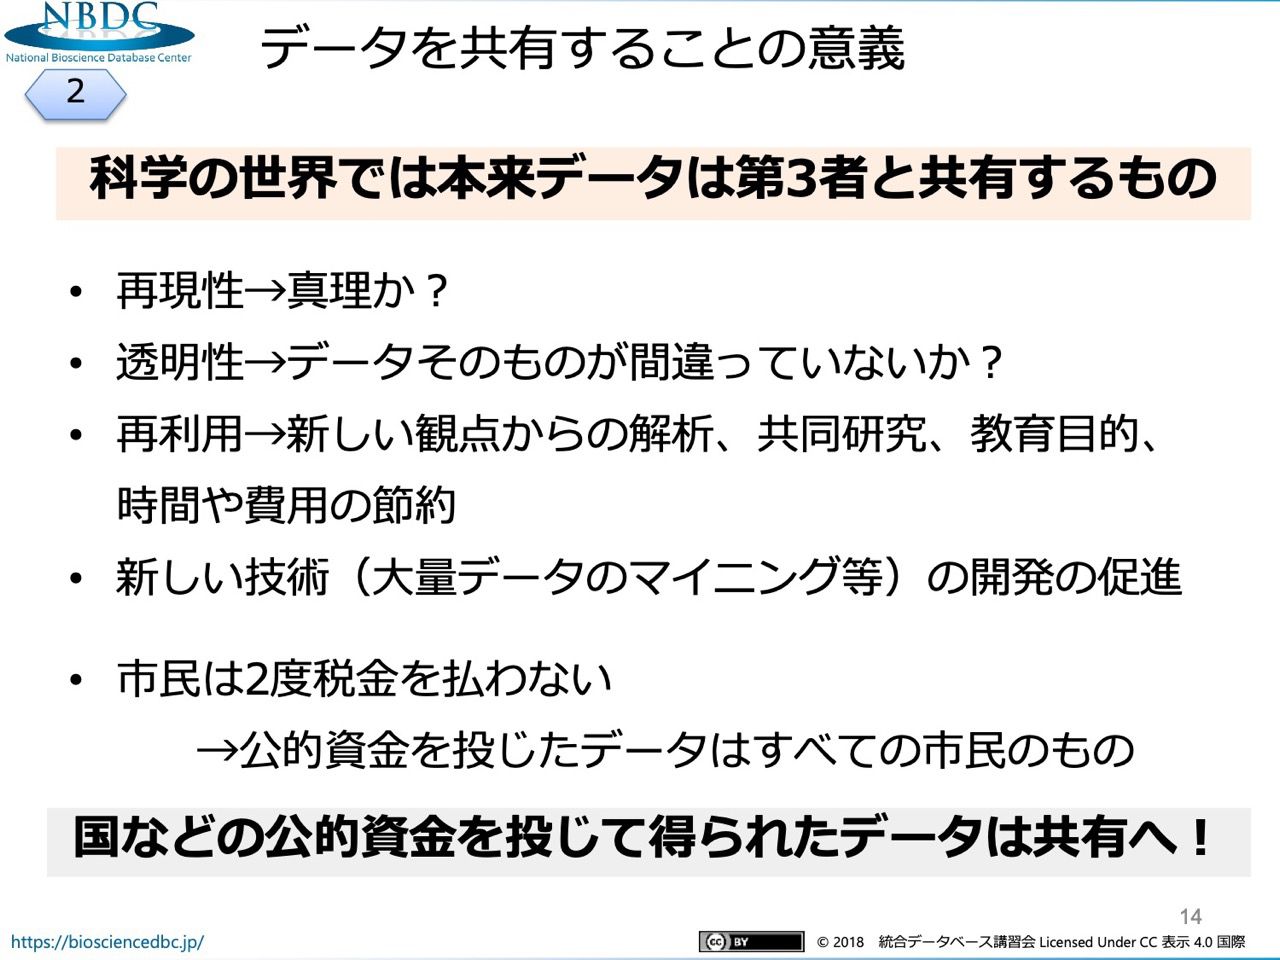 NBDC
National Bioscience Database Center
データを共有することの意義
2
科学の世界では本来データは第3者と共有するもの
• 再現性→真理か？
• 透明性→データそのものが間違っていないか？
• 再利用→新しい観点からの解析、共同研究、教育目的、
時間や費用の節約
• 新しい技術（大量データのマイニング等）の開発の促進
• 市民は2度税金を払わない
→公的資金を投じたデータはすべての市民のもの
国などの公的資金を投じて得られたデータは共有へ！
14
https://biosciencedbc.jp/
cc BY
© 2018 統合データベース講習会 Licensed Under CC 表示 4.0 国際